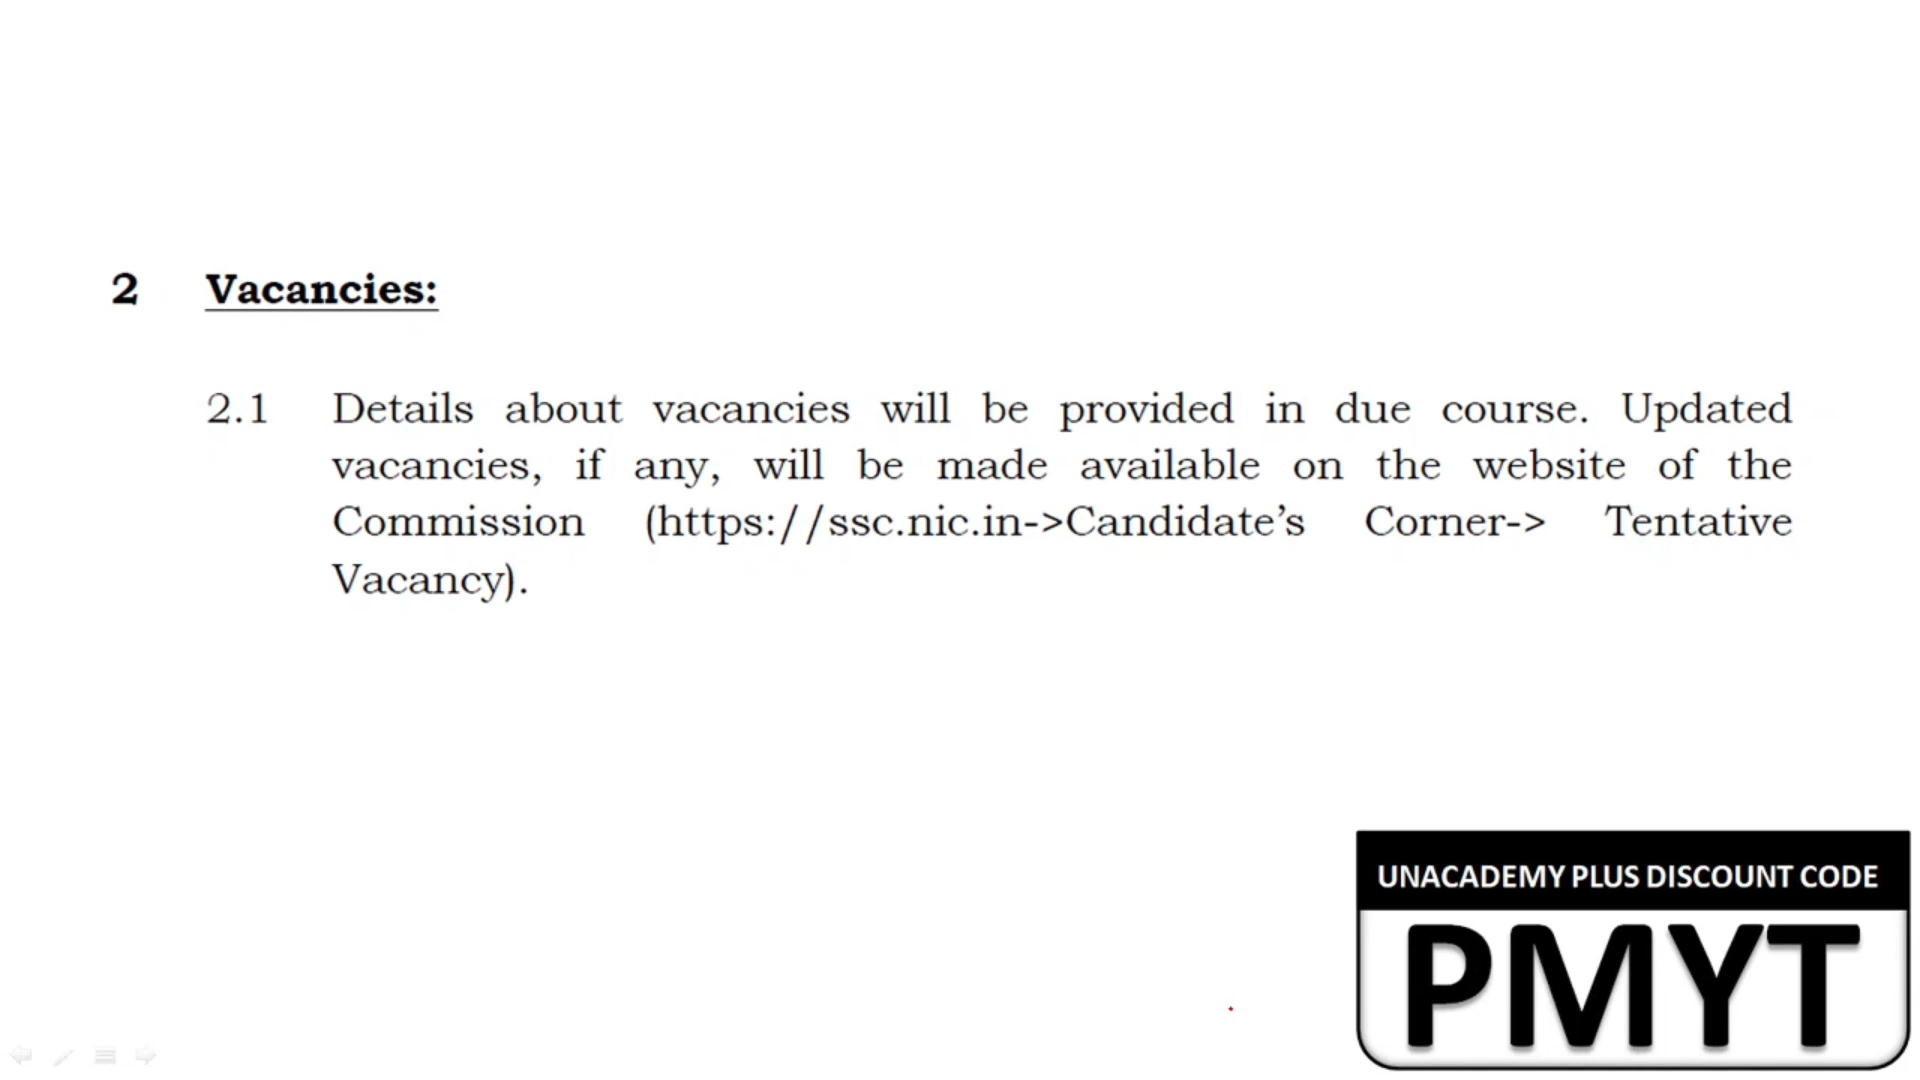 2 Vacancies:
2.1 Details about vacancies will be provided in due course. Updated
vacancies, if any, will be made available on the website of the
Commission (https://ssc.nic.in->Candidate’s Corner-> Tentative
Vacancy).
UNACADEMY PLUS DISCOUNT CODE
PMYT